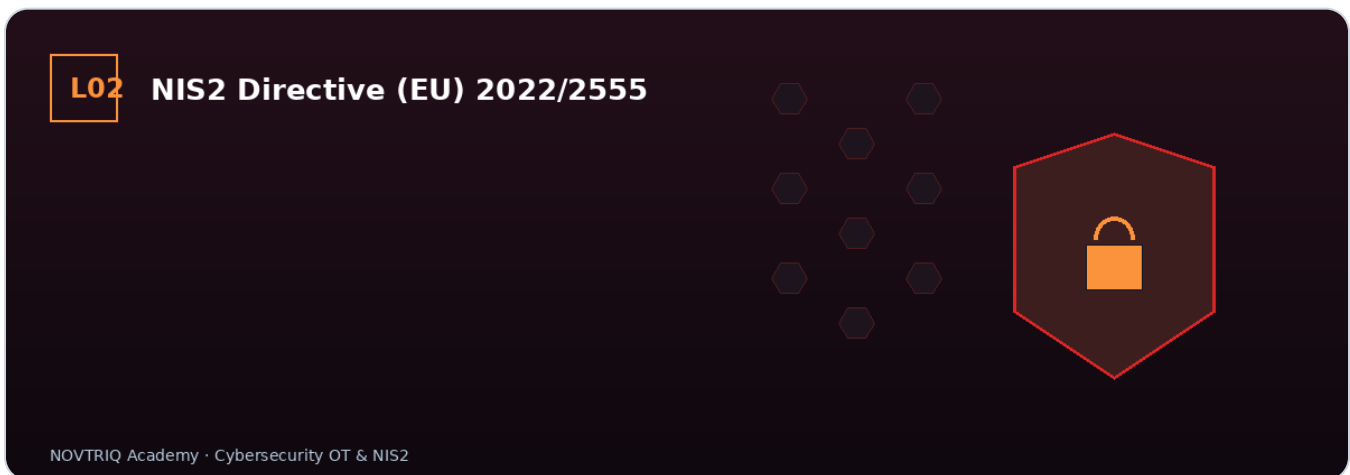 L02
NIS2 Directive (EU) 2022/2555
NOVTRIQ Academy · Cybersecurity OT & NIS2